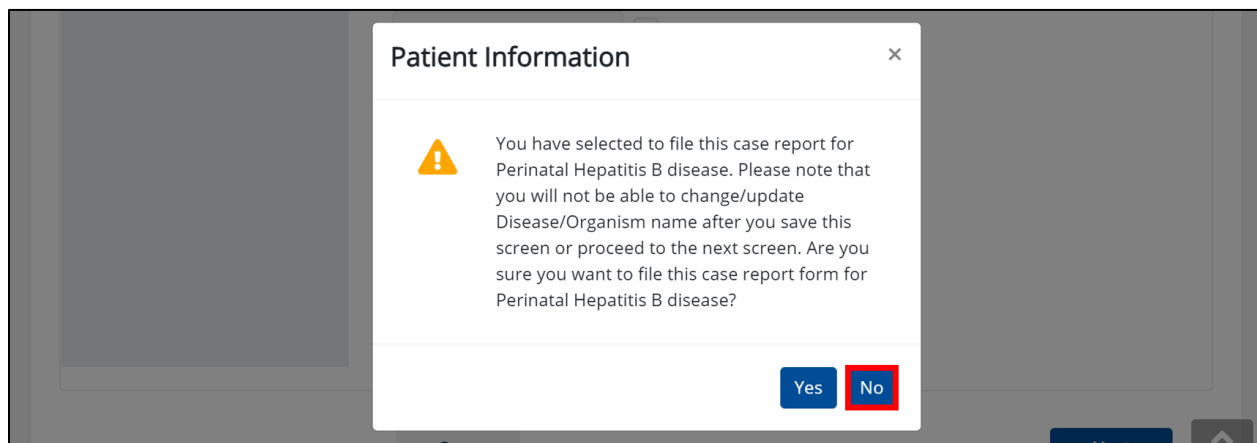 Patient Information
×
You have selected to file this case report for
Perinatal Hepatitis B disease. Please note that
you will not be able to change/update
Disease/Organism name after you save this
screen or proceed to the next screen. Are you
sure you want to file this case report form for
Perinatal Hepatitis B disease?
Yes No